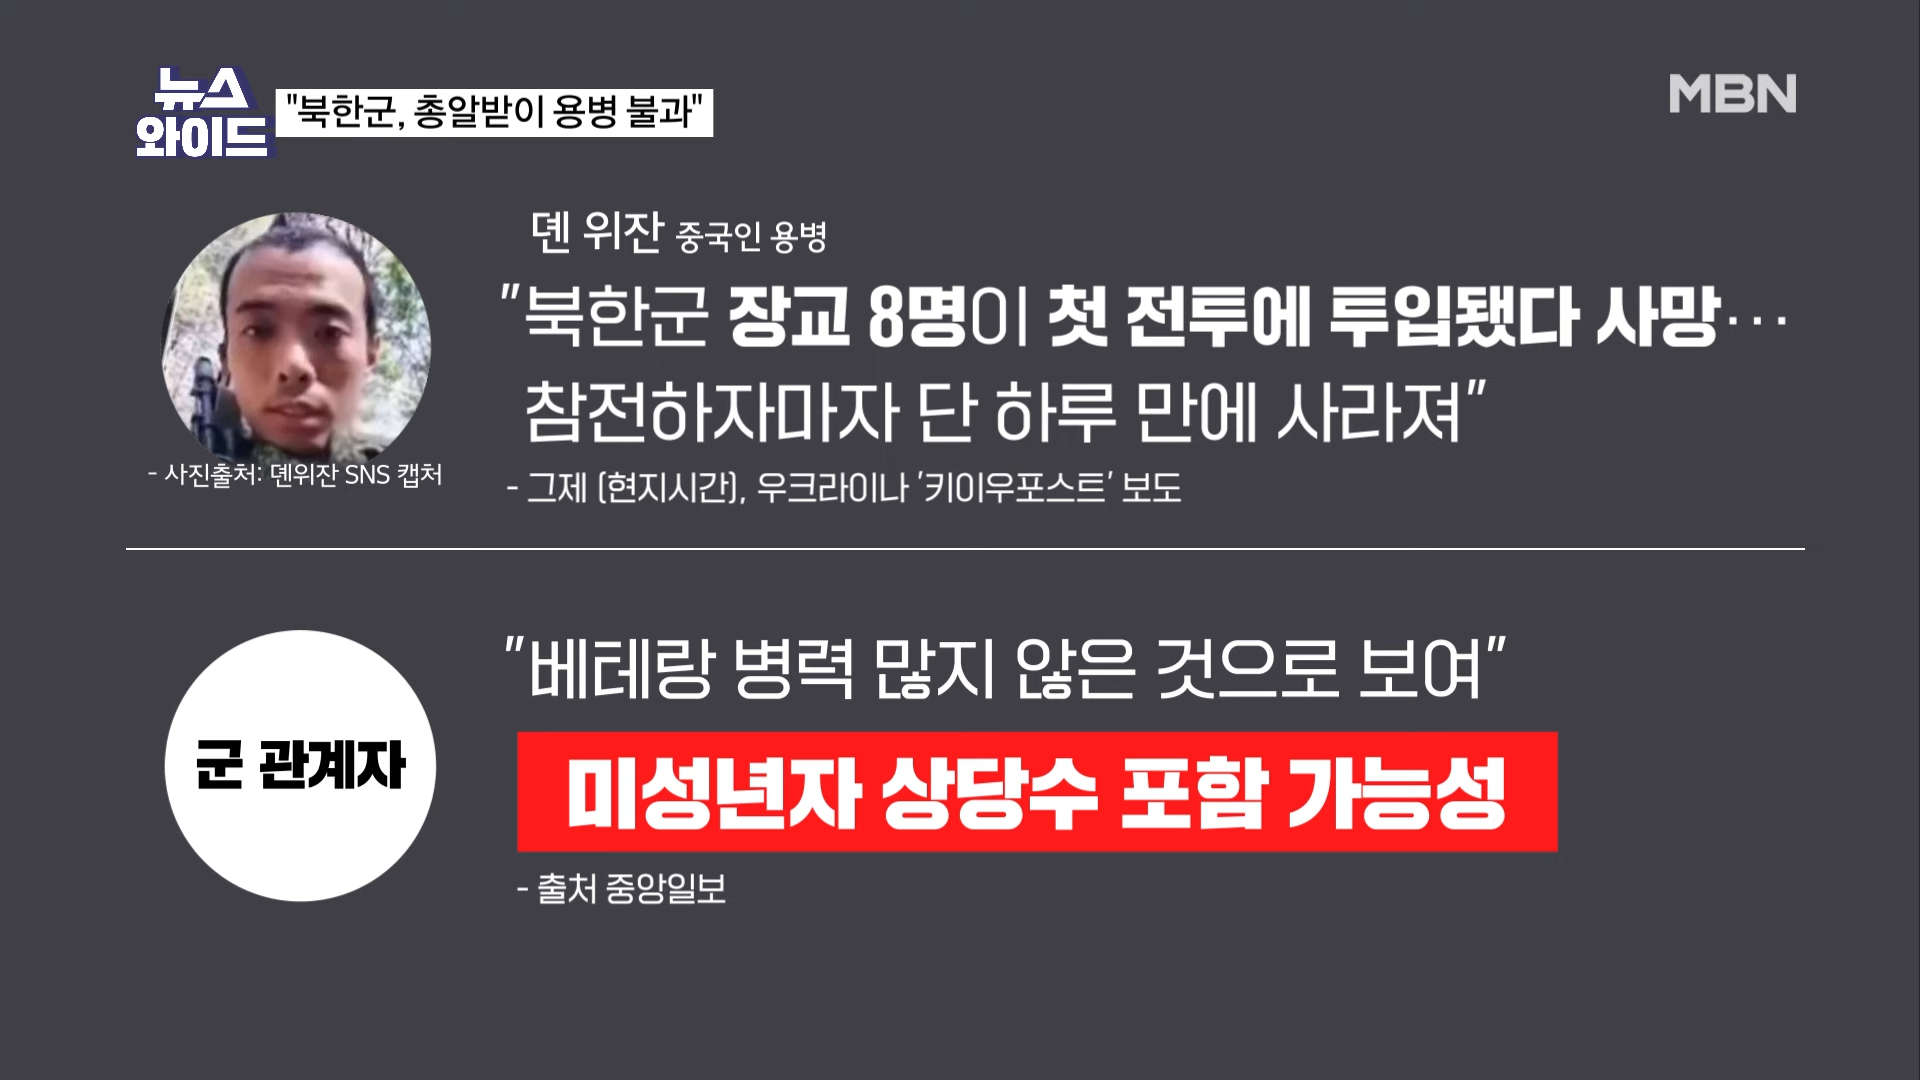 뉴스
와이드
"북한군, 총알받이 용병 불과"
MBN
뎬 위잔 중국인 용병
"북한군 장교 8명이 첫 전투에 투입됐다 사망…
참전하자마자 단 하루 만에 사라져"
- 사진출처: 뎬위잔 SNS 캡처
- 그제 (현지시간), 우크라이나 '키이우포스트' 보도
군 관계자
"베테랑 병력 많지 않은 것으로 보여"
미성년자 상당수 포함 가능성
- 출처 중앙일보